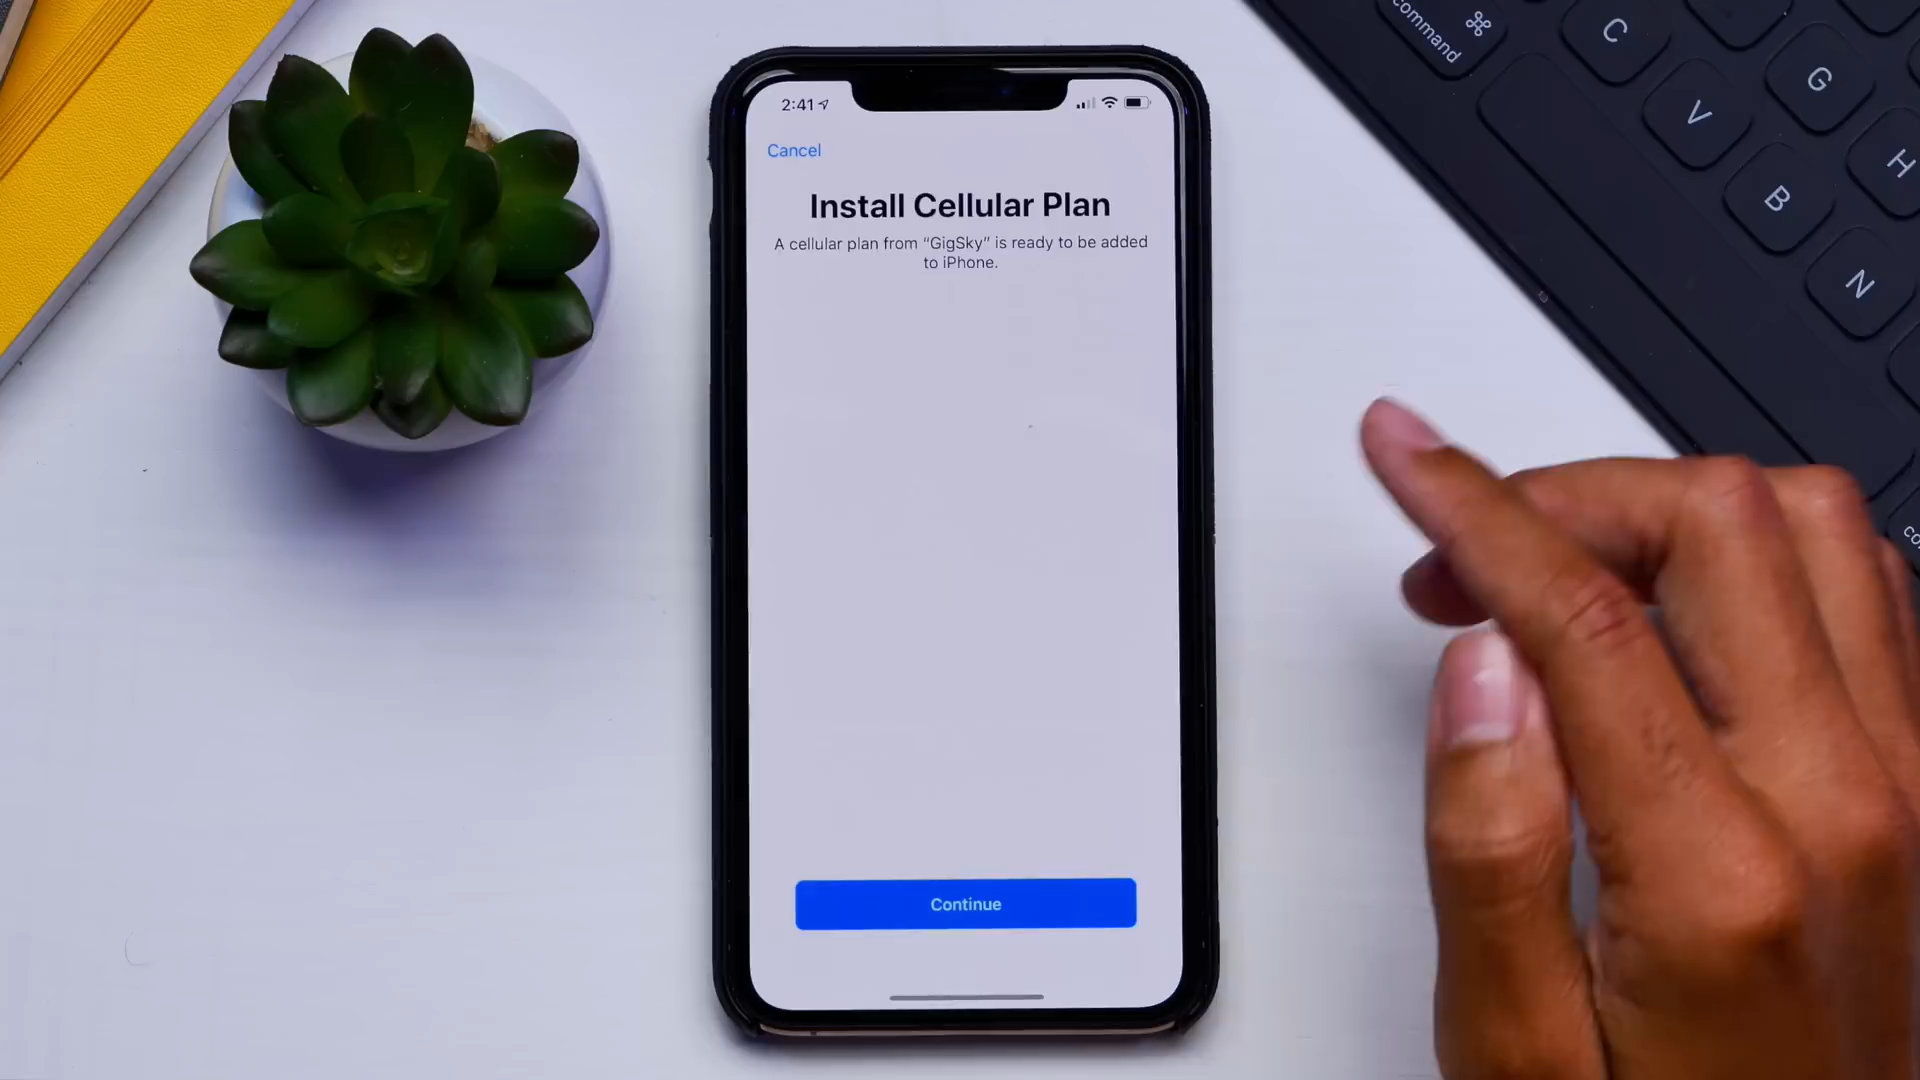 2:41
Cancel
Install Cellular Plan
A cellular plan from “GigSky” is ready to be added
to iPhone.
Continue
command
⌘
C
V
B
G
H
N